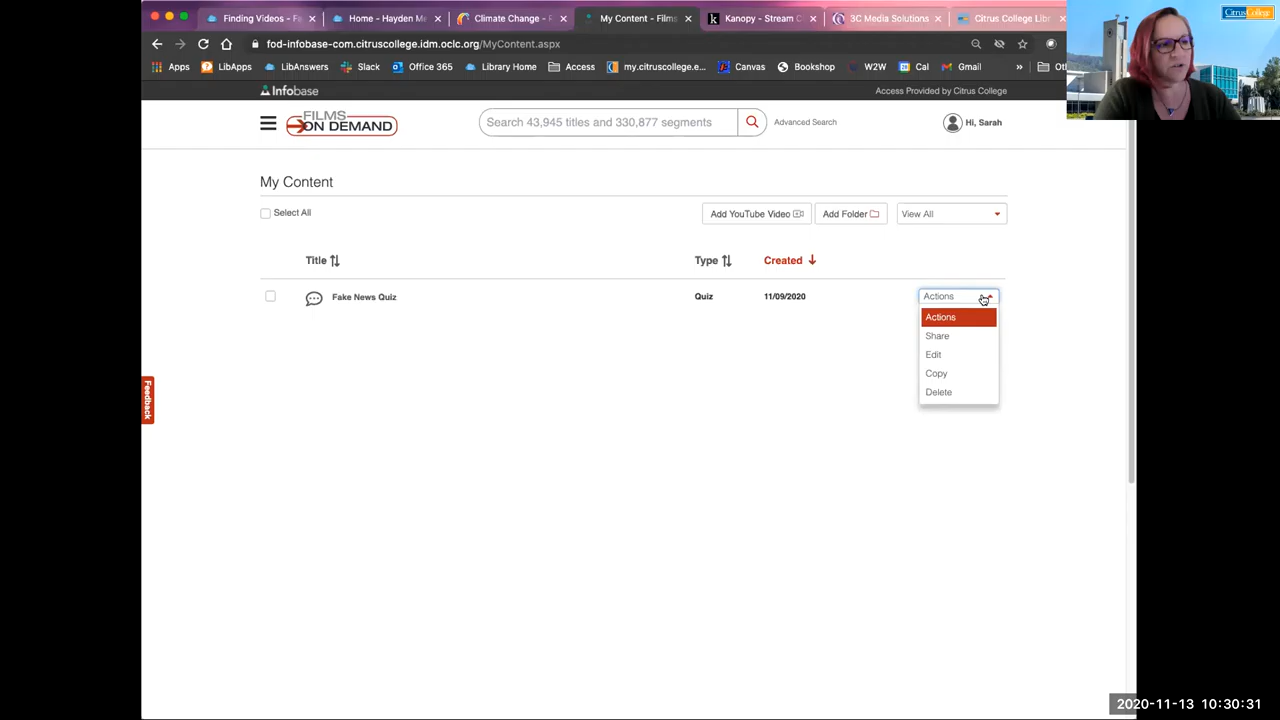 Finding Videos - Fe
Home - Hayden Me
Climate Change
My Content - Films
Kanopy - Stream C
3C Media Solutions
Citrus College Libr
fod-infobase-com.citruscollege.idm.oclc.org/MyContent.aspx
Apps
LibApps
LibAnswers
Slack
Office 365
Library Home
Access
my.citruscollege.e...
Canvas
Bookshop
W2W
Cal
Gmail
»
CitrusCollege
Infobase
Access Provided by Citrus College
FILMS
ON DEMAND
Search 43,945 titles and 330,877 segments
Advanced Search
Hi, Sarah
My Content
Select All
Add YouTube Video
Add Folder
View All
Title
Type
Created
Fake News Quiz
Quiz
11/09/2020
Actions
Actions
Share
Edit
Copy
Delete
Feedback
2020-11-13 10:30:31